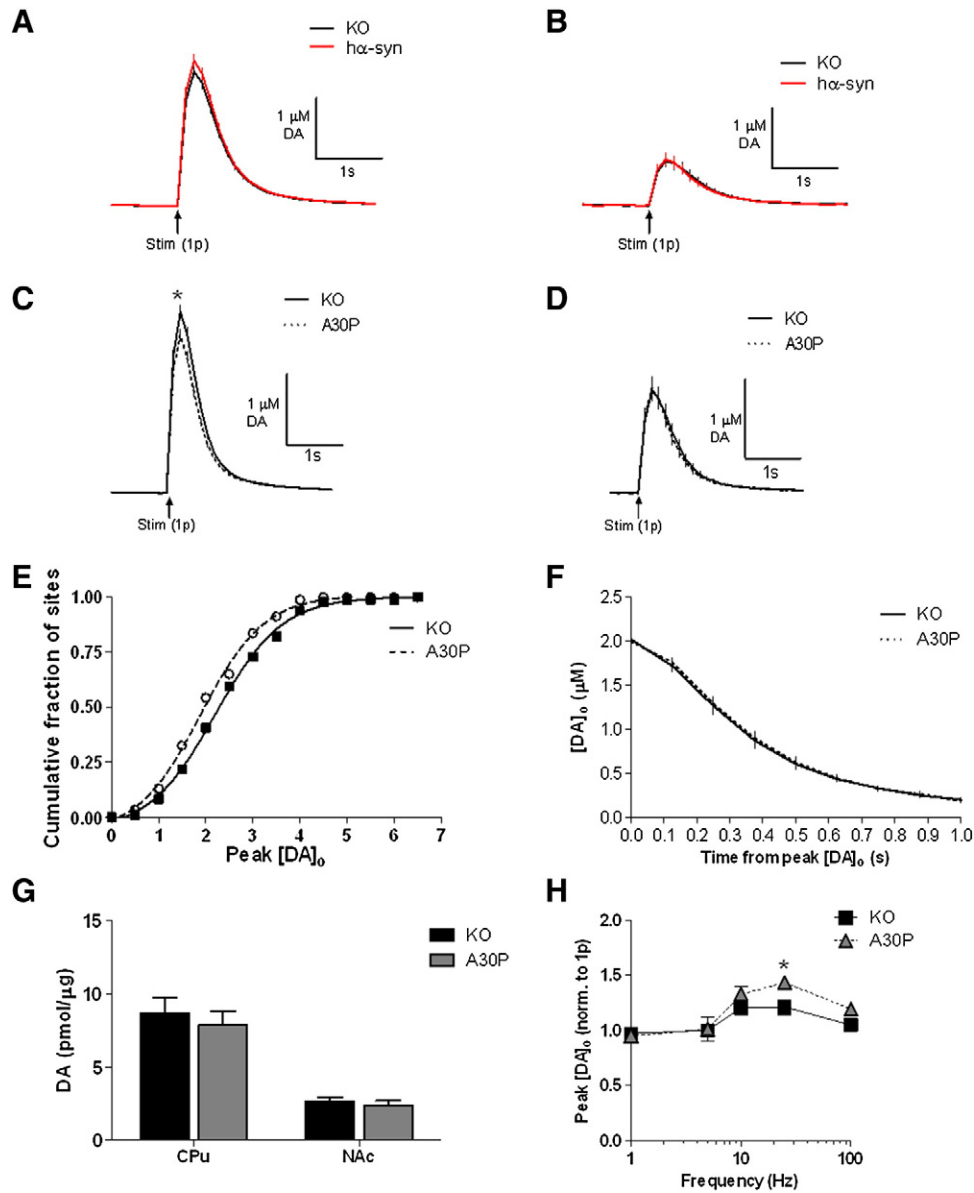 A
KO
hα-syn
1 μM
DA
1s
Stim (1p)
B
KO
hα-syn
1 μM
DA
1s
Stim (1p)
C
*
KO
A30P
1 μM
DA
1s
Stim (1p)
D
KO
A30P
1 μM
DA
1s
Stim (1p)
E
Cumulative fraction of sites
1.00
0.75
0.50
0.25
0.00
0 1 2 3 4 5 6 7
Peak [DA]₀
KO
A30P
F
[DA]₀ (μM)
2.5
2.0
1.5
1.0
0.5
0.0
0.0 0.1 0.2 0.3 0.4 0.5 0.6 0.7 0.8 0.9 1.0
Time from peak [DA]₀ (s)
KO
A30P
G
DA (pmol/μg)
15
10
5
0
CPu NAc
KO
A30P
H
Peak [DA]₀ (norm. to 1p)
2.0
1.5
1.0
0.5
0.0
1 10 100
Frequency (Hz)
KO
A30P
*